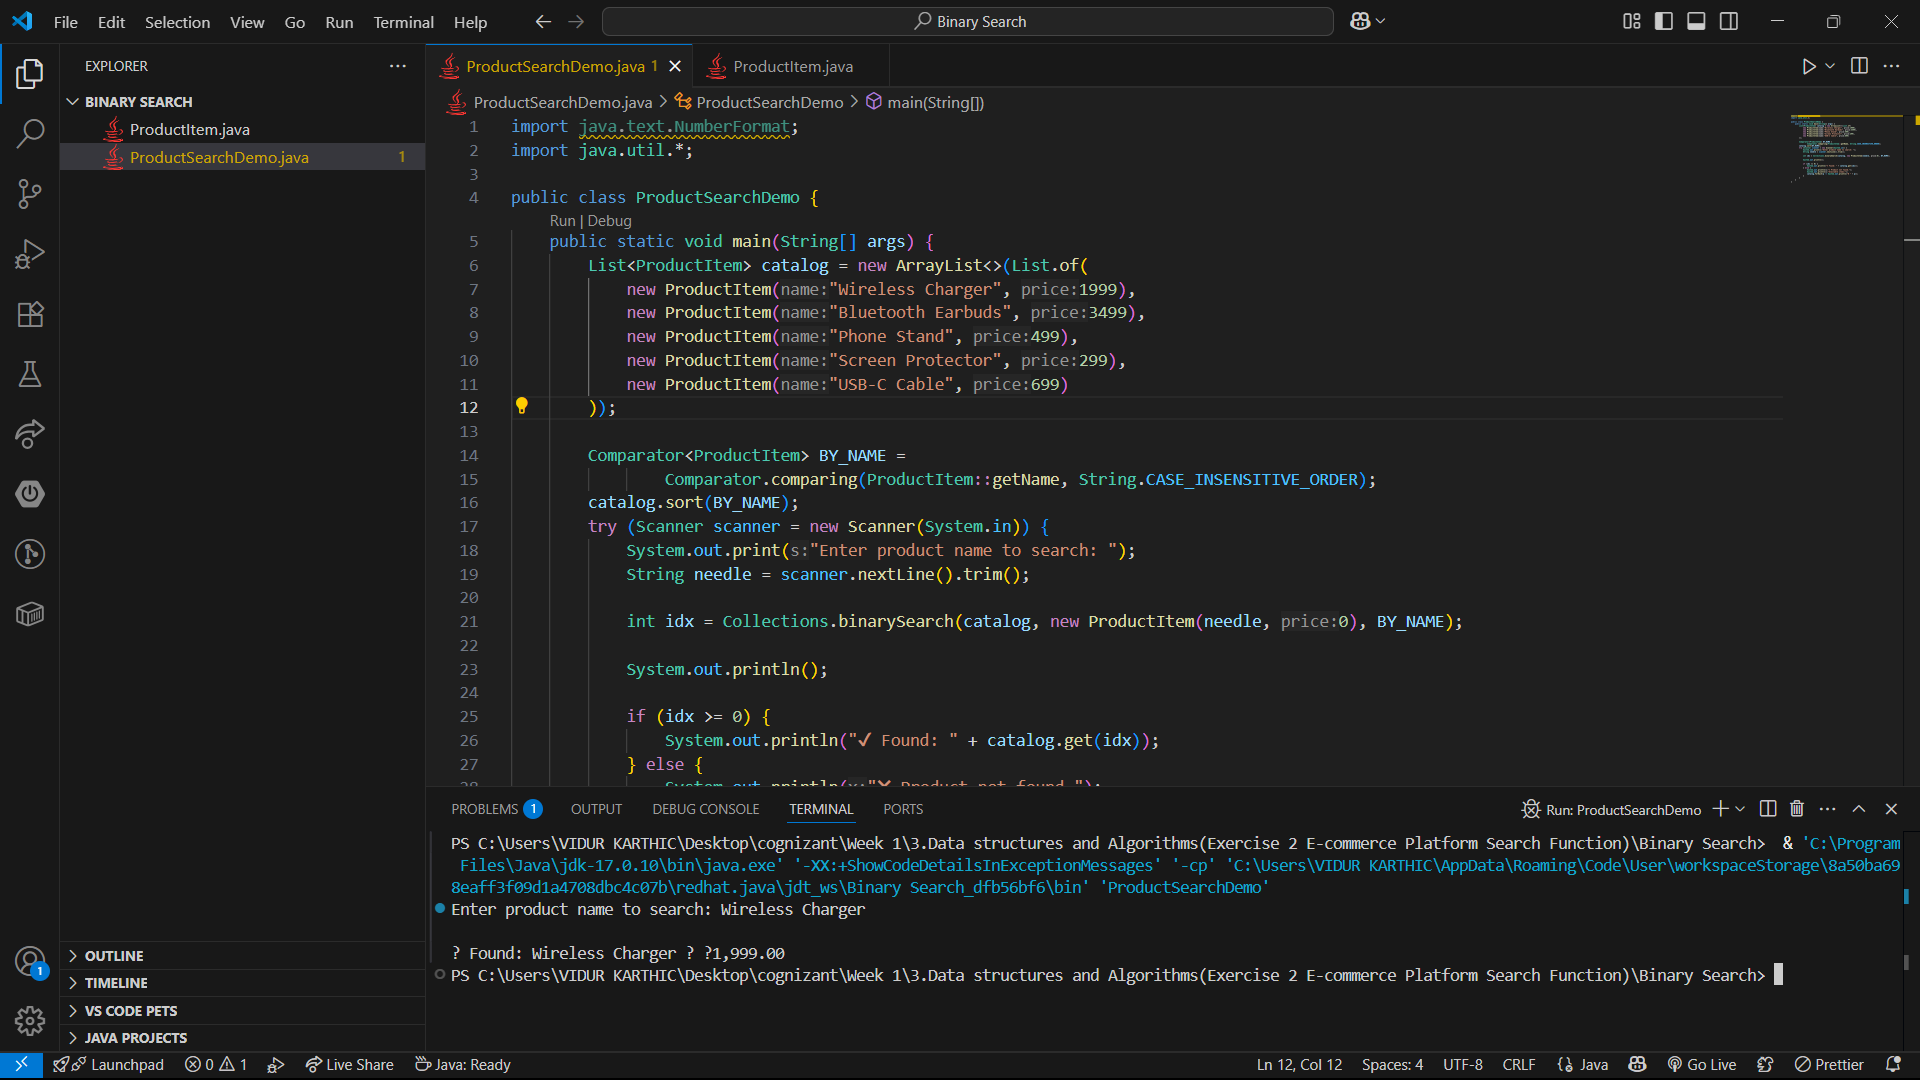 File Edit Selection View Go Run Terminal Help
Binary Search
EXPLORER
BINARY SEARCH
ProductItem.java
ProductSearchDemo.java 1
ProductSearchDemo.java 1
ProductItem.java
ProductSearchDemo.java > ProductSearchDemo > main(String[])
1 import java.text.NumberFormat;
2 import java.util.*;
3
4 public class ProductSearchDemo {
Run | Debug
5 public static void main(String[] args) {
6 List<ProductItem> catalog = new ArrayList<>(List.of(
7 new ProductItem(name:"Wireless Charger", price:1999),
8 new ProductItem(name:"Bluetooth Earbuds", price:3499),
9 new ProductItem(name:"Phone Stand", price:499),
10 new ProductItem(name:"Screen Protector", price:299),
11 new ProductItem(name:"USB-C Cable", price:699)
12 ));
13
14 Comparator<ProductItem> BY_NAME =
15 Comparator.comparing(ProductItem::getName, String.CASE_INSENSITIVE_ORDER);
16 catalog.sort(BY_NAME);
17 try (Scanner scanner = new Scanner(System.in)) {
18 System.out.print(s:"Enter product name to search: ");
19 String needle = scanner.nextLine().trim();
20
21 int idx = Collections.binarySearch(catalog, new ProductItem(needle, price:0), BY_NAME);
22
23 System.out.println();
24
25 if (idx >= 0) {
26 System.out.println("✓ Found: " + catalog.get(idx));
27 } else {
PROBLEMS 1 OUTPUT DEBUG CONSOLE TERMINAL PORTS
Run: ProductSearchDemo
PS C:\Users\VIDUR KARTHIC\Desktop\cognizant\Week 1\3.Data structures and Algorithms(Exercise 2 E-commerce Platform Search Function)\Binary Search> & 'C:\Program
Files\Java\jdk-17.0.10\bin\java.exe' '-XX:+ShowCodeDetailsInExceptionMessages' '-cp' 'C:\Users\VIDUR KARTHIC\AppData\Roaming\Code\User\workspaceStorage\8a50ba69
8eaff3f09d1a4708dbc4c07b\redhat.java\jdt_ws\Binary Search_dfb56bf6\bin' 'ProductSearchDemo'
Enter product name to search: Wireless Charger
? Found: Wireless Charger ? ?1,999.00
PS C:\Users\VIDUR KARTHIC\Desktop\cognizant\Week 1\3.Data structures and Algorithms(Exercise 2 E-commerce Platform Search Function)\Binary Search>
OUTLINE
TIMELINE
VS CODE PETS
JAVA PROJECTS
1
Launchpad 0 1 Live Share Java: Ready
Ln 12, Col 12 Spaces: 4 UTF-8 CRLF {} Java Go Live Prettier